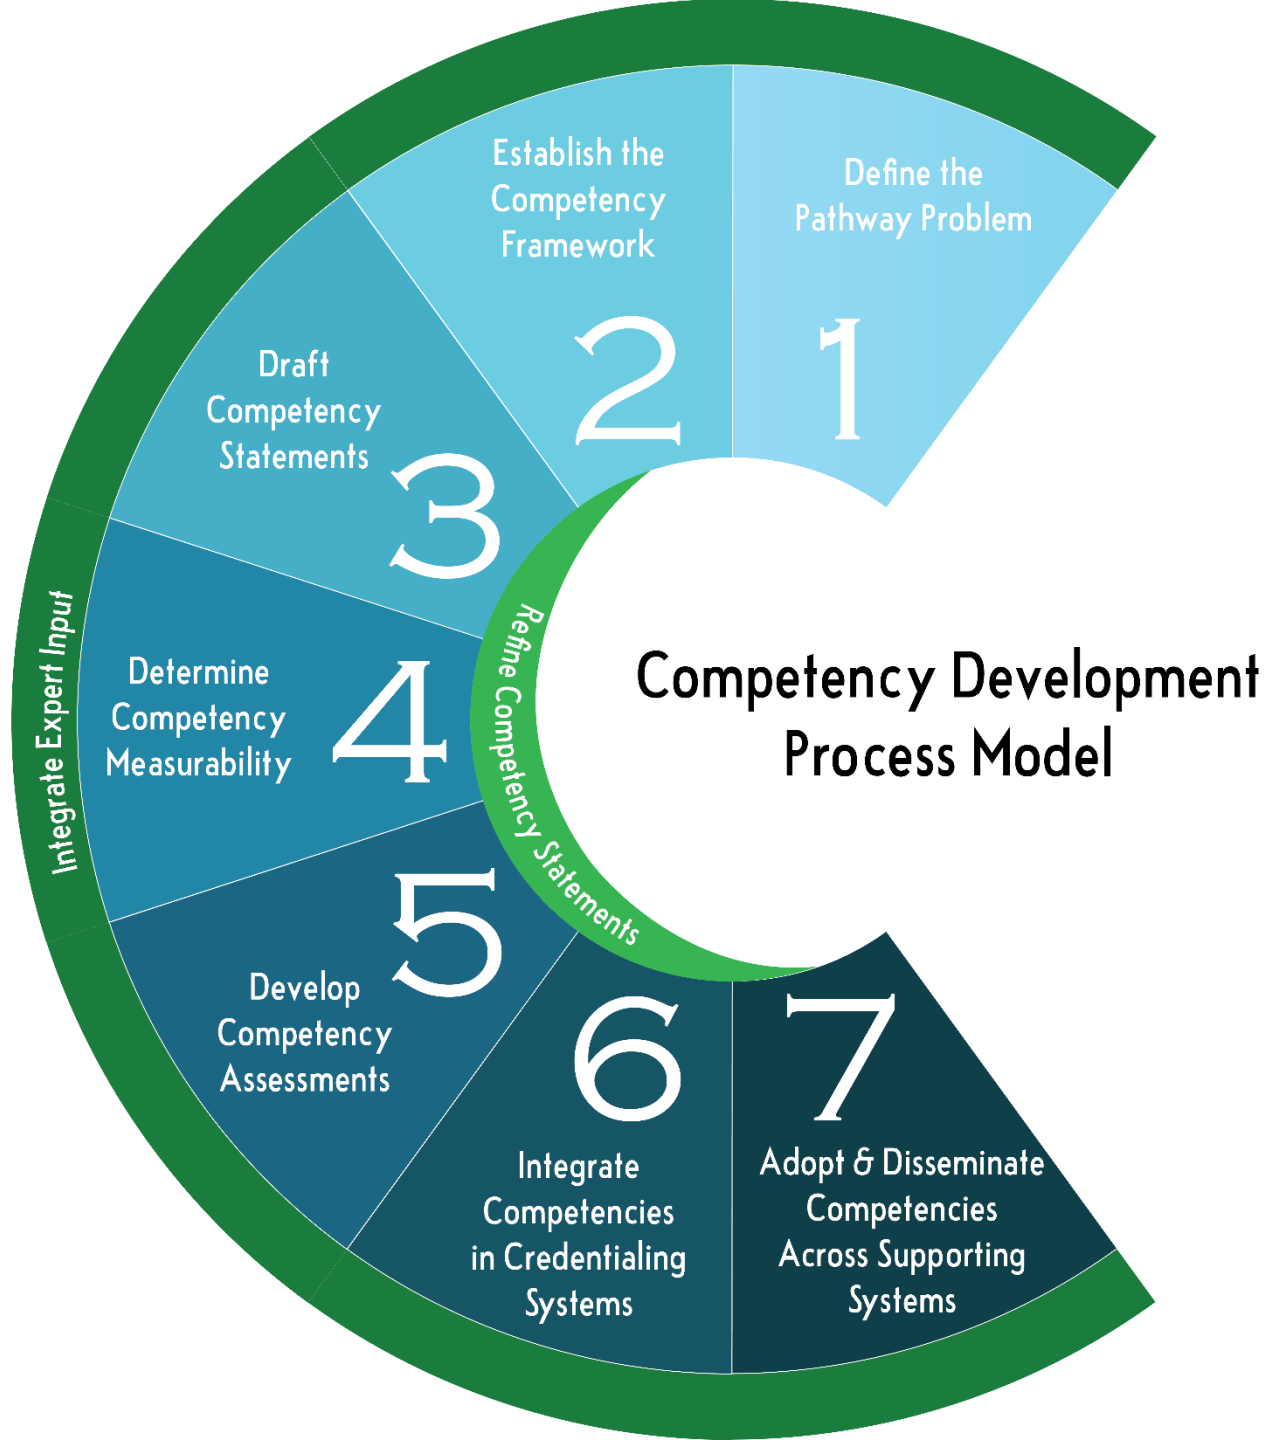 Define the
Pathway Problem
1
Establish the
Competency
Framework
2
Draft
Competency
Statements
3
Determine
Competency
Measurability
4
Develop
Competency
Assessments
5
6
Integrate
Competencies
in Credentialing
Systems
7
Adopt & Disseminate
Competencies
Across Supporting
Systems
Integrate Expert Input
Refine Competency Statements
Competency Development
Process Model